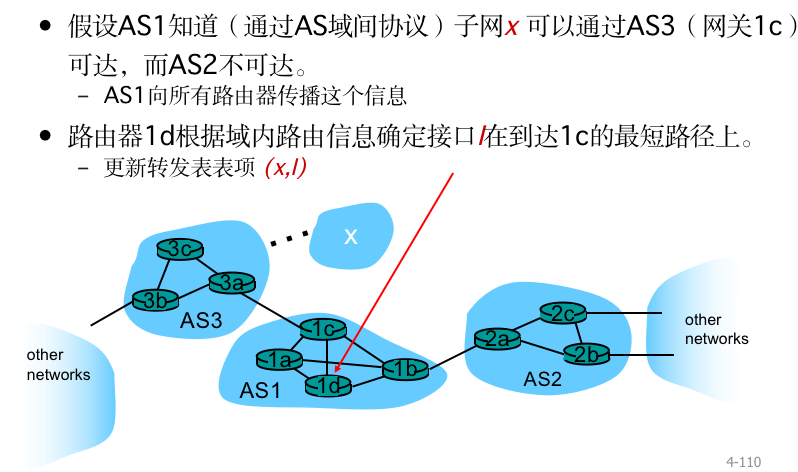 • 假设AS1知道（通过AS域间协议）子网x 可以通过AS3（网关1c）
可达，而AS2不可达。
– AS1向所有路由器传播这个信息
• 路由器1d根据域内路由信息确定接口l在到达1c的最短路径上。
– 更新转发表表项 (x,l)
x
3c
3a
3b
AS3
2c
other
networks
1c
2a
2b
other
networks
1a
1b
1d
AS1
AS2
4-110